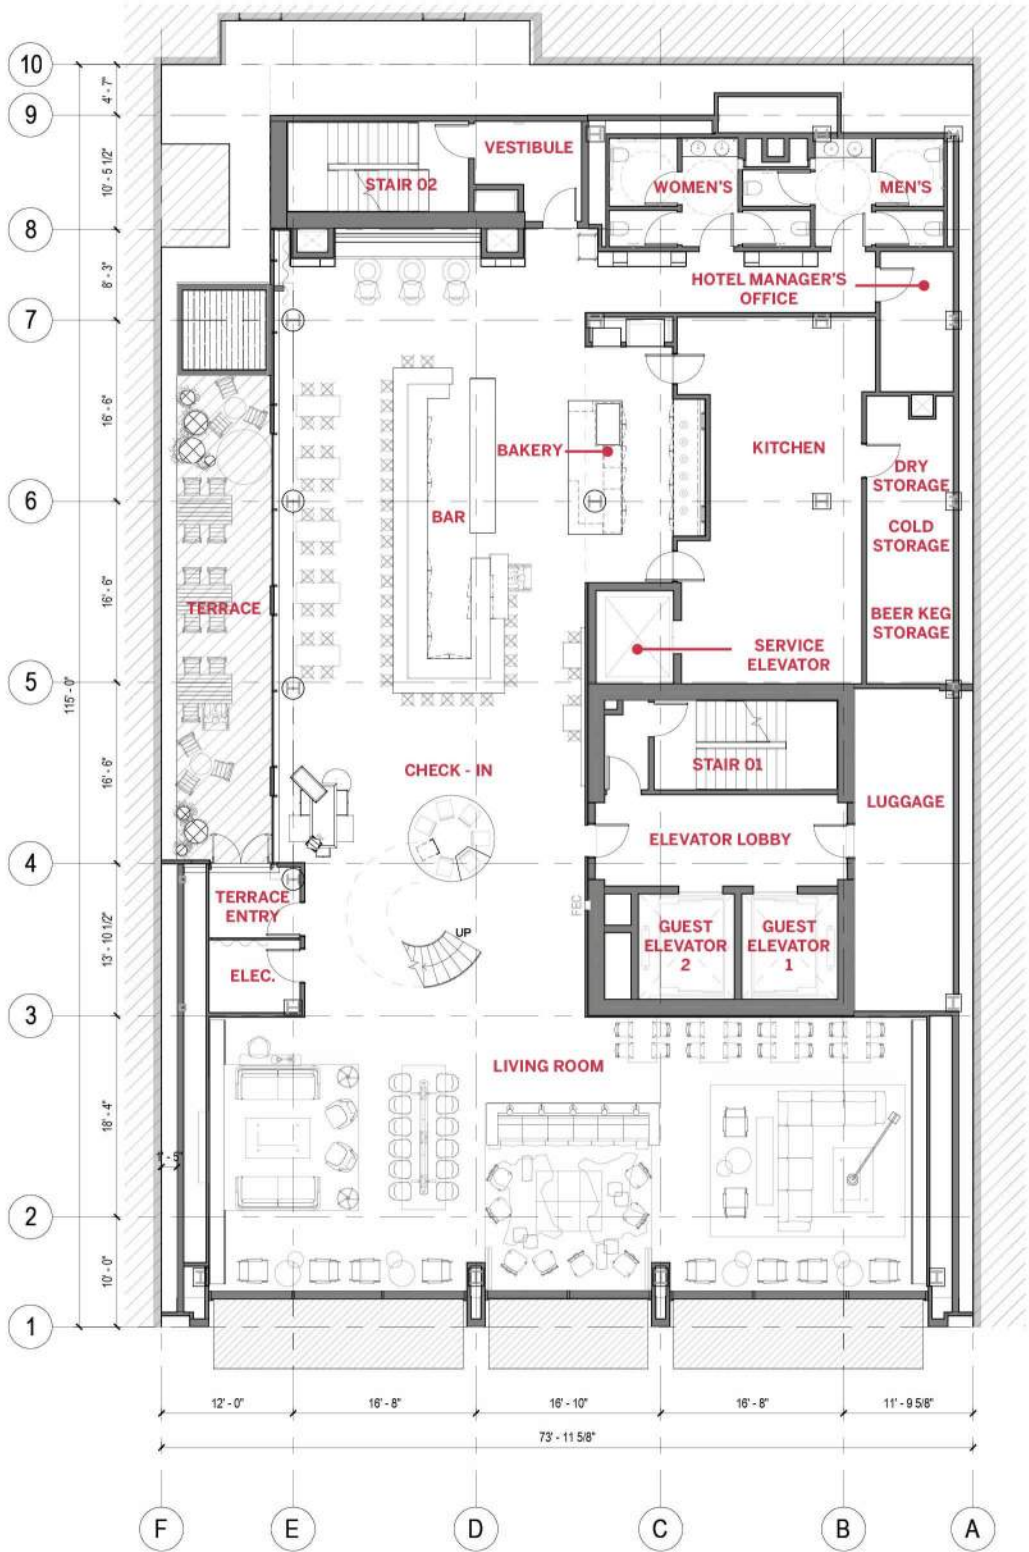 10
4' - 7"
9
10' - 5 1/2"
VESTIBULE
STAIR 02
WOMEN'S
MEN'S
8
8' - 3"
HOTEL MANAGER'S
OFFICE
7
16' - 6"
BAKERY
KITCHEN
DRY
STORAGE
6
BAR
COLD
STORAGE
16' - 6"
TERRACE
BEER KEG
STORAGE
SERVICE
ELEVATOR
5
115' - 0"
16' - 6"
CHECK - IN
STAIR 01
LUGGAGE
ELEVATOR LOBBY
4
TERRACE
ENTRY
FEC
13' - 10 1/2"
UP
GUEST
ELEVATOR
2
GUEST
ELEVATOR
1
ELEC.
3
LIVING ROOM
18' - 4"
1' - 5"
2
10' - 0"
1
12' - 0"
16' - 8"
16' - 10"
16' - 8"
11' - 9 5/8"
73' - 11 5/8"
F
E
D
C
B
A